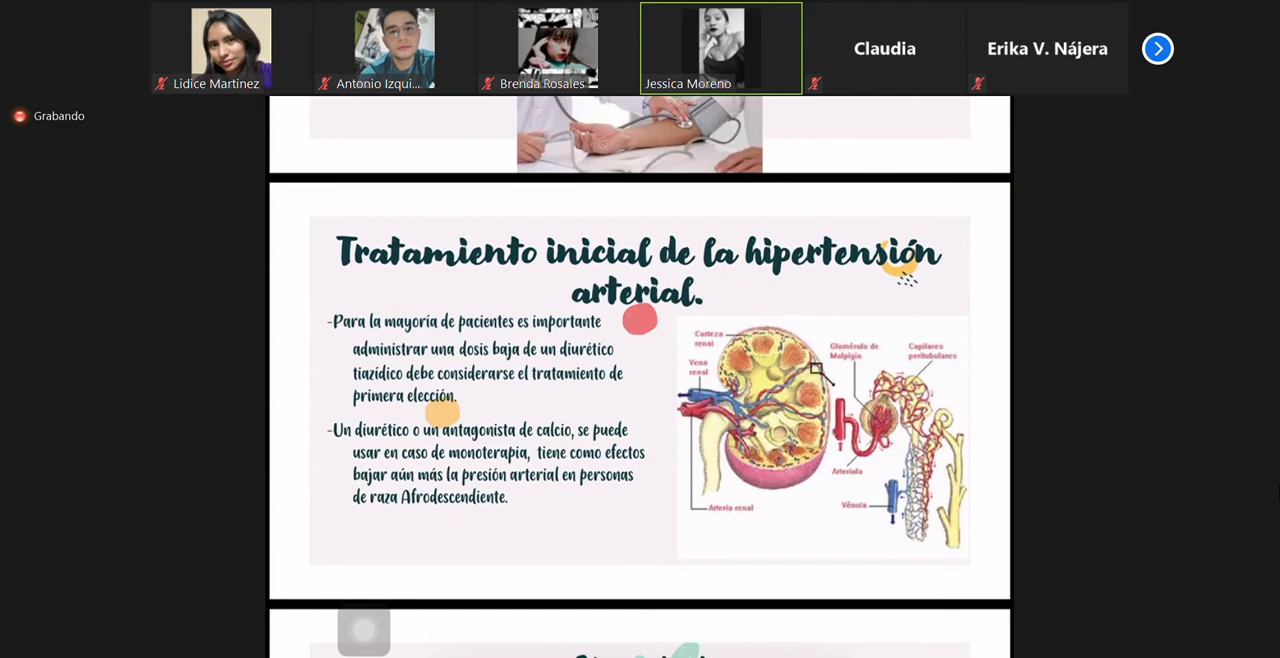 Lidice Martinez
Antonio Izqui...
Brenda Rosales
Jessica Moreno
Claudia
Erika V. Nájera
Grabando
Tratamiento inicial de la hipertensión
arterial.
-Para la mayoría de pacientes es importante
administrar una dosis baja de un diurético
tiazídico debe considerarse el tratamiento de
primera elección.
-Un diurético o un antagonista de calcio, se puede
usar en caso de monoterapia, tiene como efectos
bajar aún más la presión arterial en personas
de raza Afrodescendiente.
Corteza
renal
Vena
renal
Arteria renal
Glomérulo de
Malpigio
Capilares
peritubulares
Arteriola
Vénula